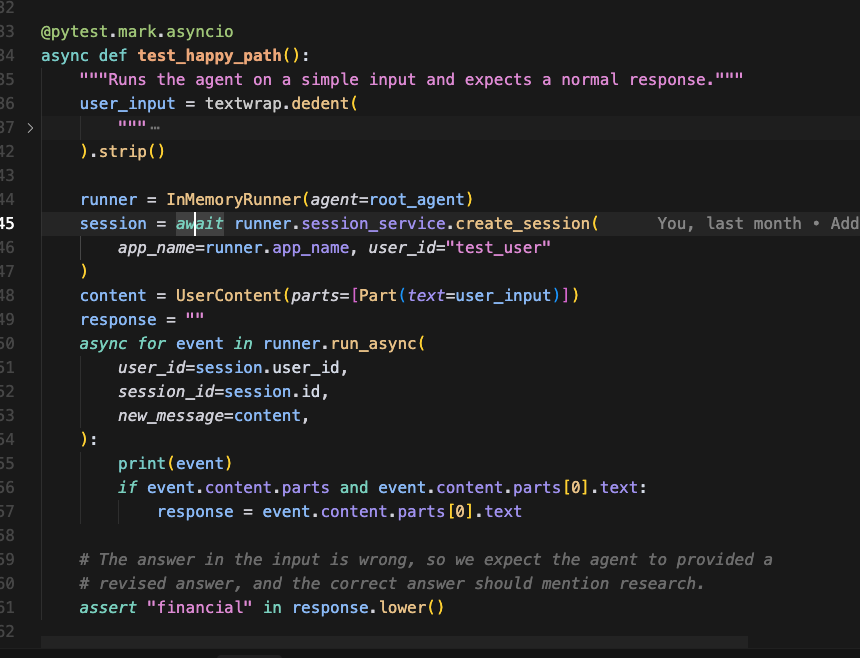 32
33 @pytest.mark.asyncio
34 async def test_happy_path():
35 """Runs the agent on a simple input and expects a normal response."""
36 user_input = textwrap.dedent(
37 > """ …
42 ).strip()
43
44 runner = InMemoryRunner(agent=root_agent)
45 session = await runner.session_service.create_session( You, last month • Add
46 app_name=runner.app_name, user_id="test_user"
47 )
48 content = UserContent(parts=[Part(text=user_input)])
49 response = ""
50 async for event in runner.run_async(
51 user_id=session.user_id,
52 session_id=session.id,
53 new_message=content,
54 ):
55 print(event)
56 if event.content.parts and event.content.parts[0].text:
57 response = event.content.parts[0].text
58
59 # The answer in the input is wrong, so we expect the agent to provided a
60 # revised answer, and the correct answer should mention research.
61 assert "financial" in response.lower()
62